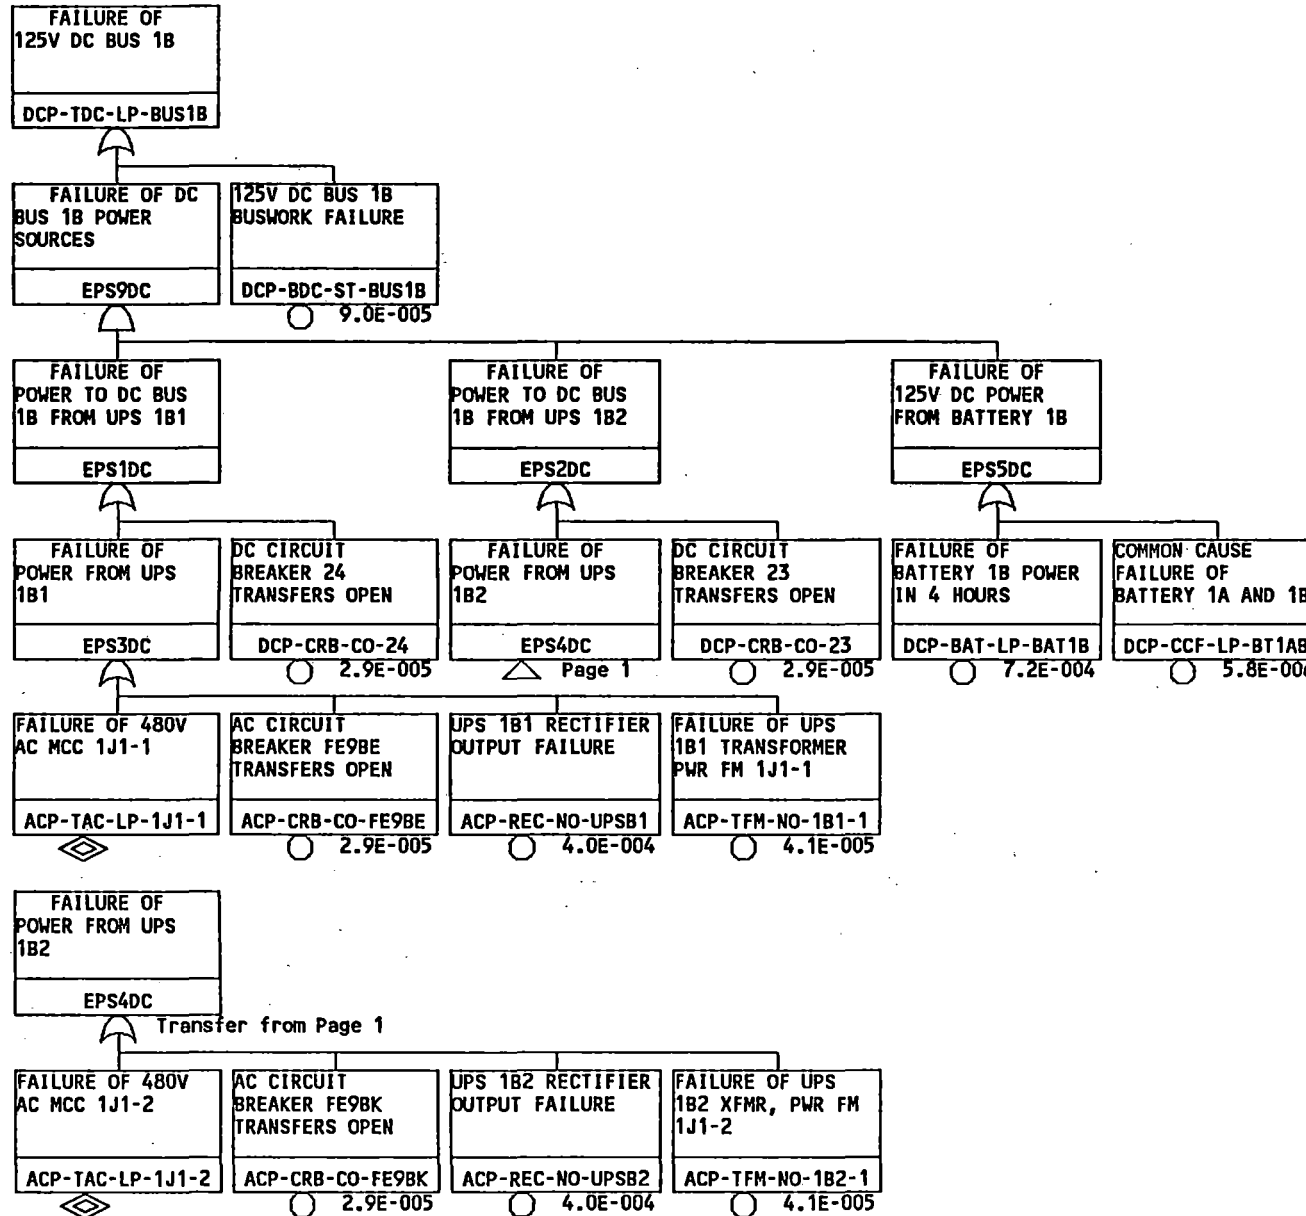 FAILURE OF
125V DC BUS 1B
DCP-TDC-LP-BUS1B
FAILURE OF DC
BUS 1B POWER
SOURCES
EPS9DC
125V DC BUS 1B
BUSWORK FAILURE
DCP-BDC-ST-BUS1B
9.0E-005
FAILURE OF
POWER TO DC BUS
1B FROM UPS 1B1
EPS1DC
FAILURE OF
POWER TO DC BUS
1B FROM UPS 1B2
EPS2DC
FAILURE OF
125V DC POWER
FROM BATTERY 1B
EPS5DC
FAILURE OF
POWER FROM UPS
1B1
EPS3DC
DC CIRCUIT
BREAKER 24
TRANSFERS OPEN
DCP-CRB-CO-24
2.9E-005
FAILURE OF
POWER FROM UPS
1B2
EPS4DC
Page 1
DC CIRCUIT
BREAKER 23
TRANSFERS OPEN
DCP-CRB-CO-23
2.9E-005
FAILURE OF
BATTERY 1B POWER
IN 4 HOURS
DCP-BAT-LP-BAT1B
7.2E-004
COMMON CAUSE
FAILURE OF
BATTERY 1A AND 1B
DCP-CCF-LP-BT1AB
5.8E-006
FAILURE OF 480V
AC MCC 1J1-1
ACP-TAC-LP-1J1-1
AC CIRCUIT
BREAKER FE9BE
TRANSFERS OPEN
ACP-CRB-CO-FE9BE
2.9E-005
UPS 1B1 RECTIFIER
OUTPUT FAILURE
ACP-REC-NO-UPSB1
4.0E-004
FAILURE OF UPS
1B1 TRANSFORMER
PWR FM 1J1-1
ACP-TFM-NO-1B1-1
4.1E-005
FAILURE OF
POWER FROM UPS
1B2
EPS4DC
Transfer from Page 1
FAILURE OF 480V
AC MCC 1J1-2
ACP-TAC-LP-1J1-2
AC CIRCUIT
BREAKER FE9BK
TRANSFERS OPEN
ACP-CRB-CO-FE9BK
2.9E-005
UPS 1B2 RECTIFIER
OUTPUT FAILURE
ACP-REC-NO-UPSB2
4.0E-004
FAILURE OF UPS
1B2 XFMR, PWR FM
1J1-2
ACP-TFM-NO-1B2-1
4.1E-005